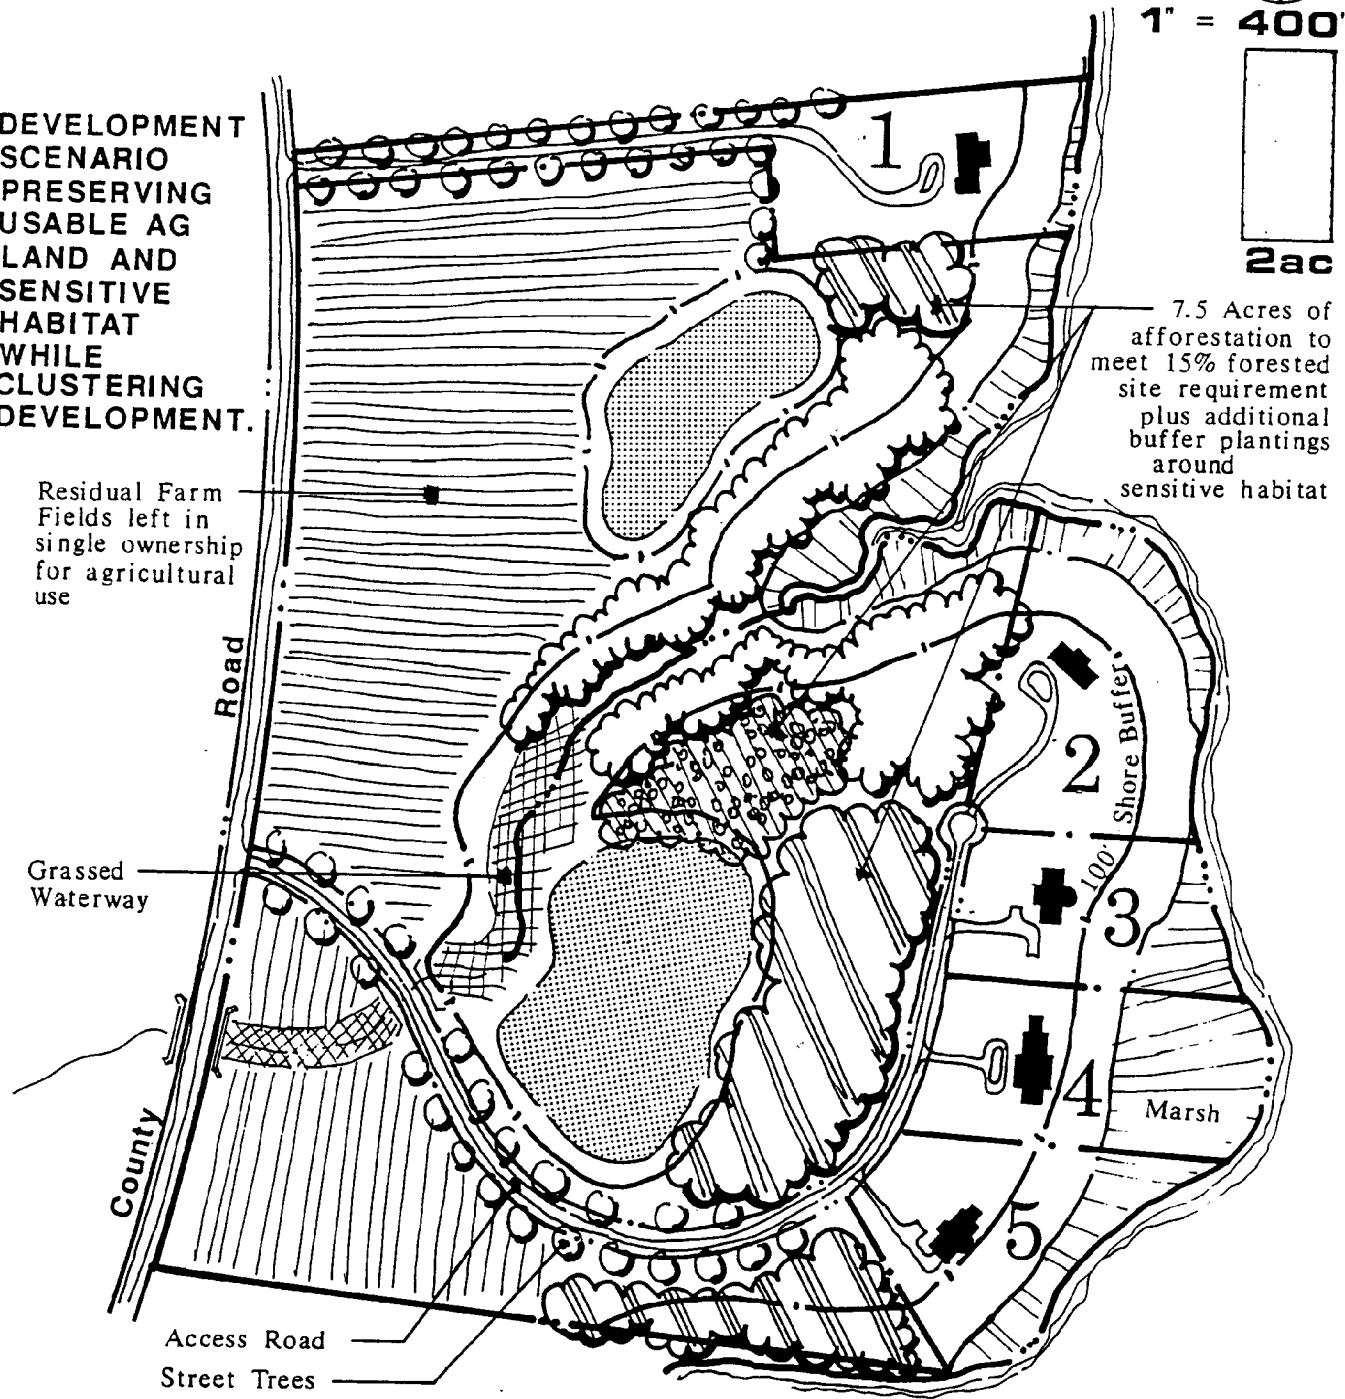 1" = 400'
2ac
DEVELOPMENT
SCENARIO
PRESERVING
USABLE AG
LAND AND
SENSITIVE
HABITAT
WHILE
CLUSTERING
DEVELOPMENT.
1
7.5 Acres of
afforestation to
meet 15% forested
site requirement
plus additional
buffer plantings
around
sensitive habitat
Residual Farm
Fields left in
single ownership
for agricultural
use
Road
2
100' Shore Buffer
Grassed
Waterway
3
4
Marsh
County
5
Access Road
Street Trees